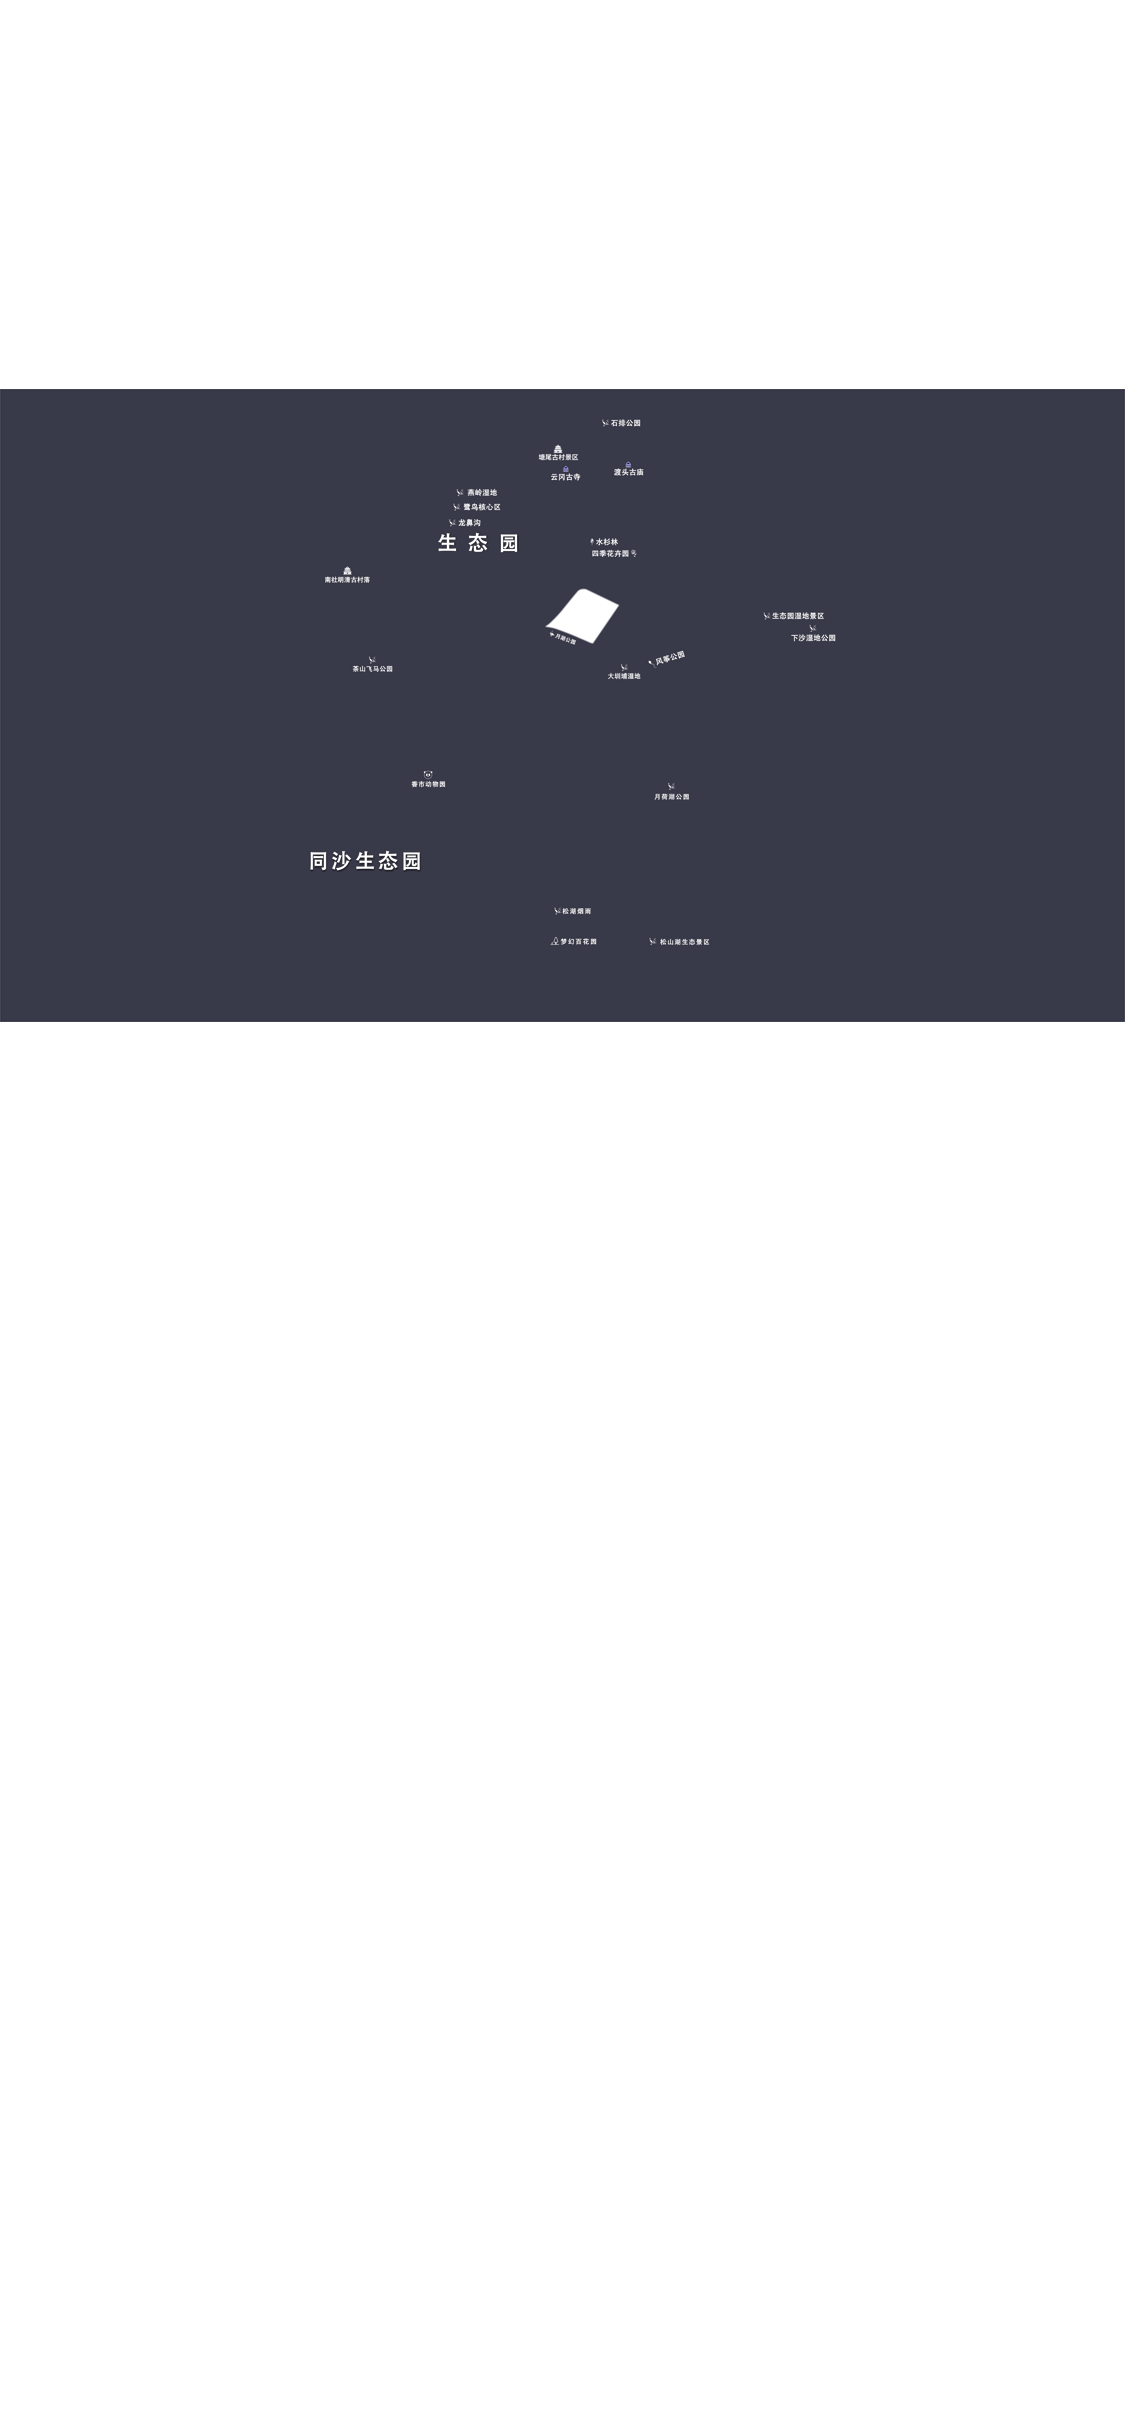 石排公园
塘尾古村景区
云冈古寺
渡头古庙
燕岭湿地
鹭鸟核心区
龙鼻沟
生态园
水杉林
四季花卉园
南社明清古村落
生态园湿地景区
下沙湿地公园
月湖公园
风筝公园
茶山飞马公园
大圳埔湿地
香市动物园
月荷湖公园
同沙生态园
松湖烟雨
梦幻百花园
松山湖生态景区